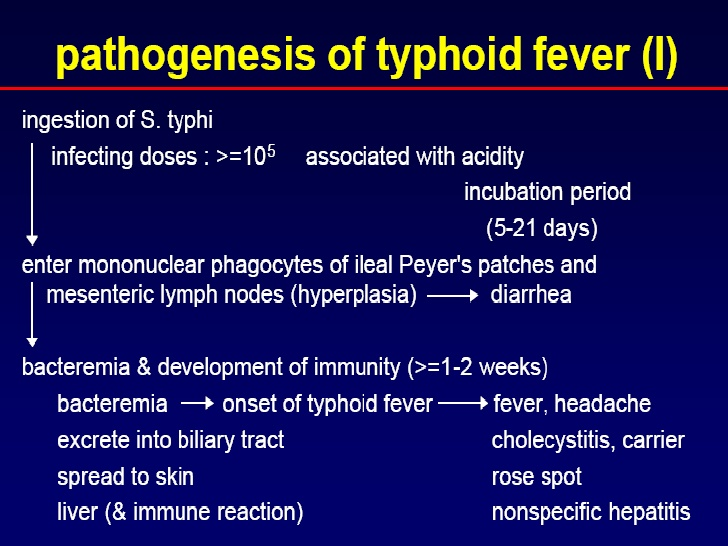 pathogenesis of typhoid fever (I)
ingestion of S. typhi
infecting doses : >=10⁵ associated with acidity
incubation period
(5-21 days)
enter mononuclear phagocytes of ileal Peyer's patches and
mesenteric lymph nodes (hyperplasia) → diarrhea
bacteremia & development of immunity (>=1-2 weeks)
bacteremia → onset of typhoid fever → fever, headache
excrete into biliary tract cholecystitis, carrier
spread to skin rose spot
liver (& immune reaction) nonspecific hepatitis